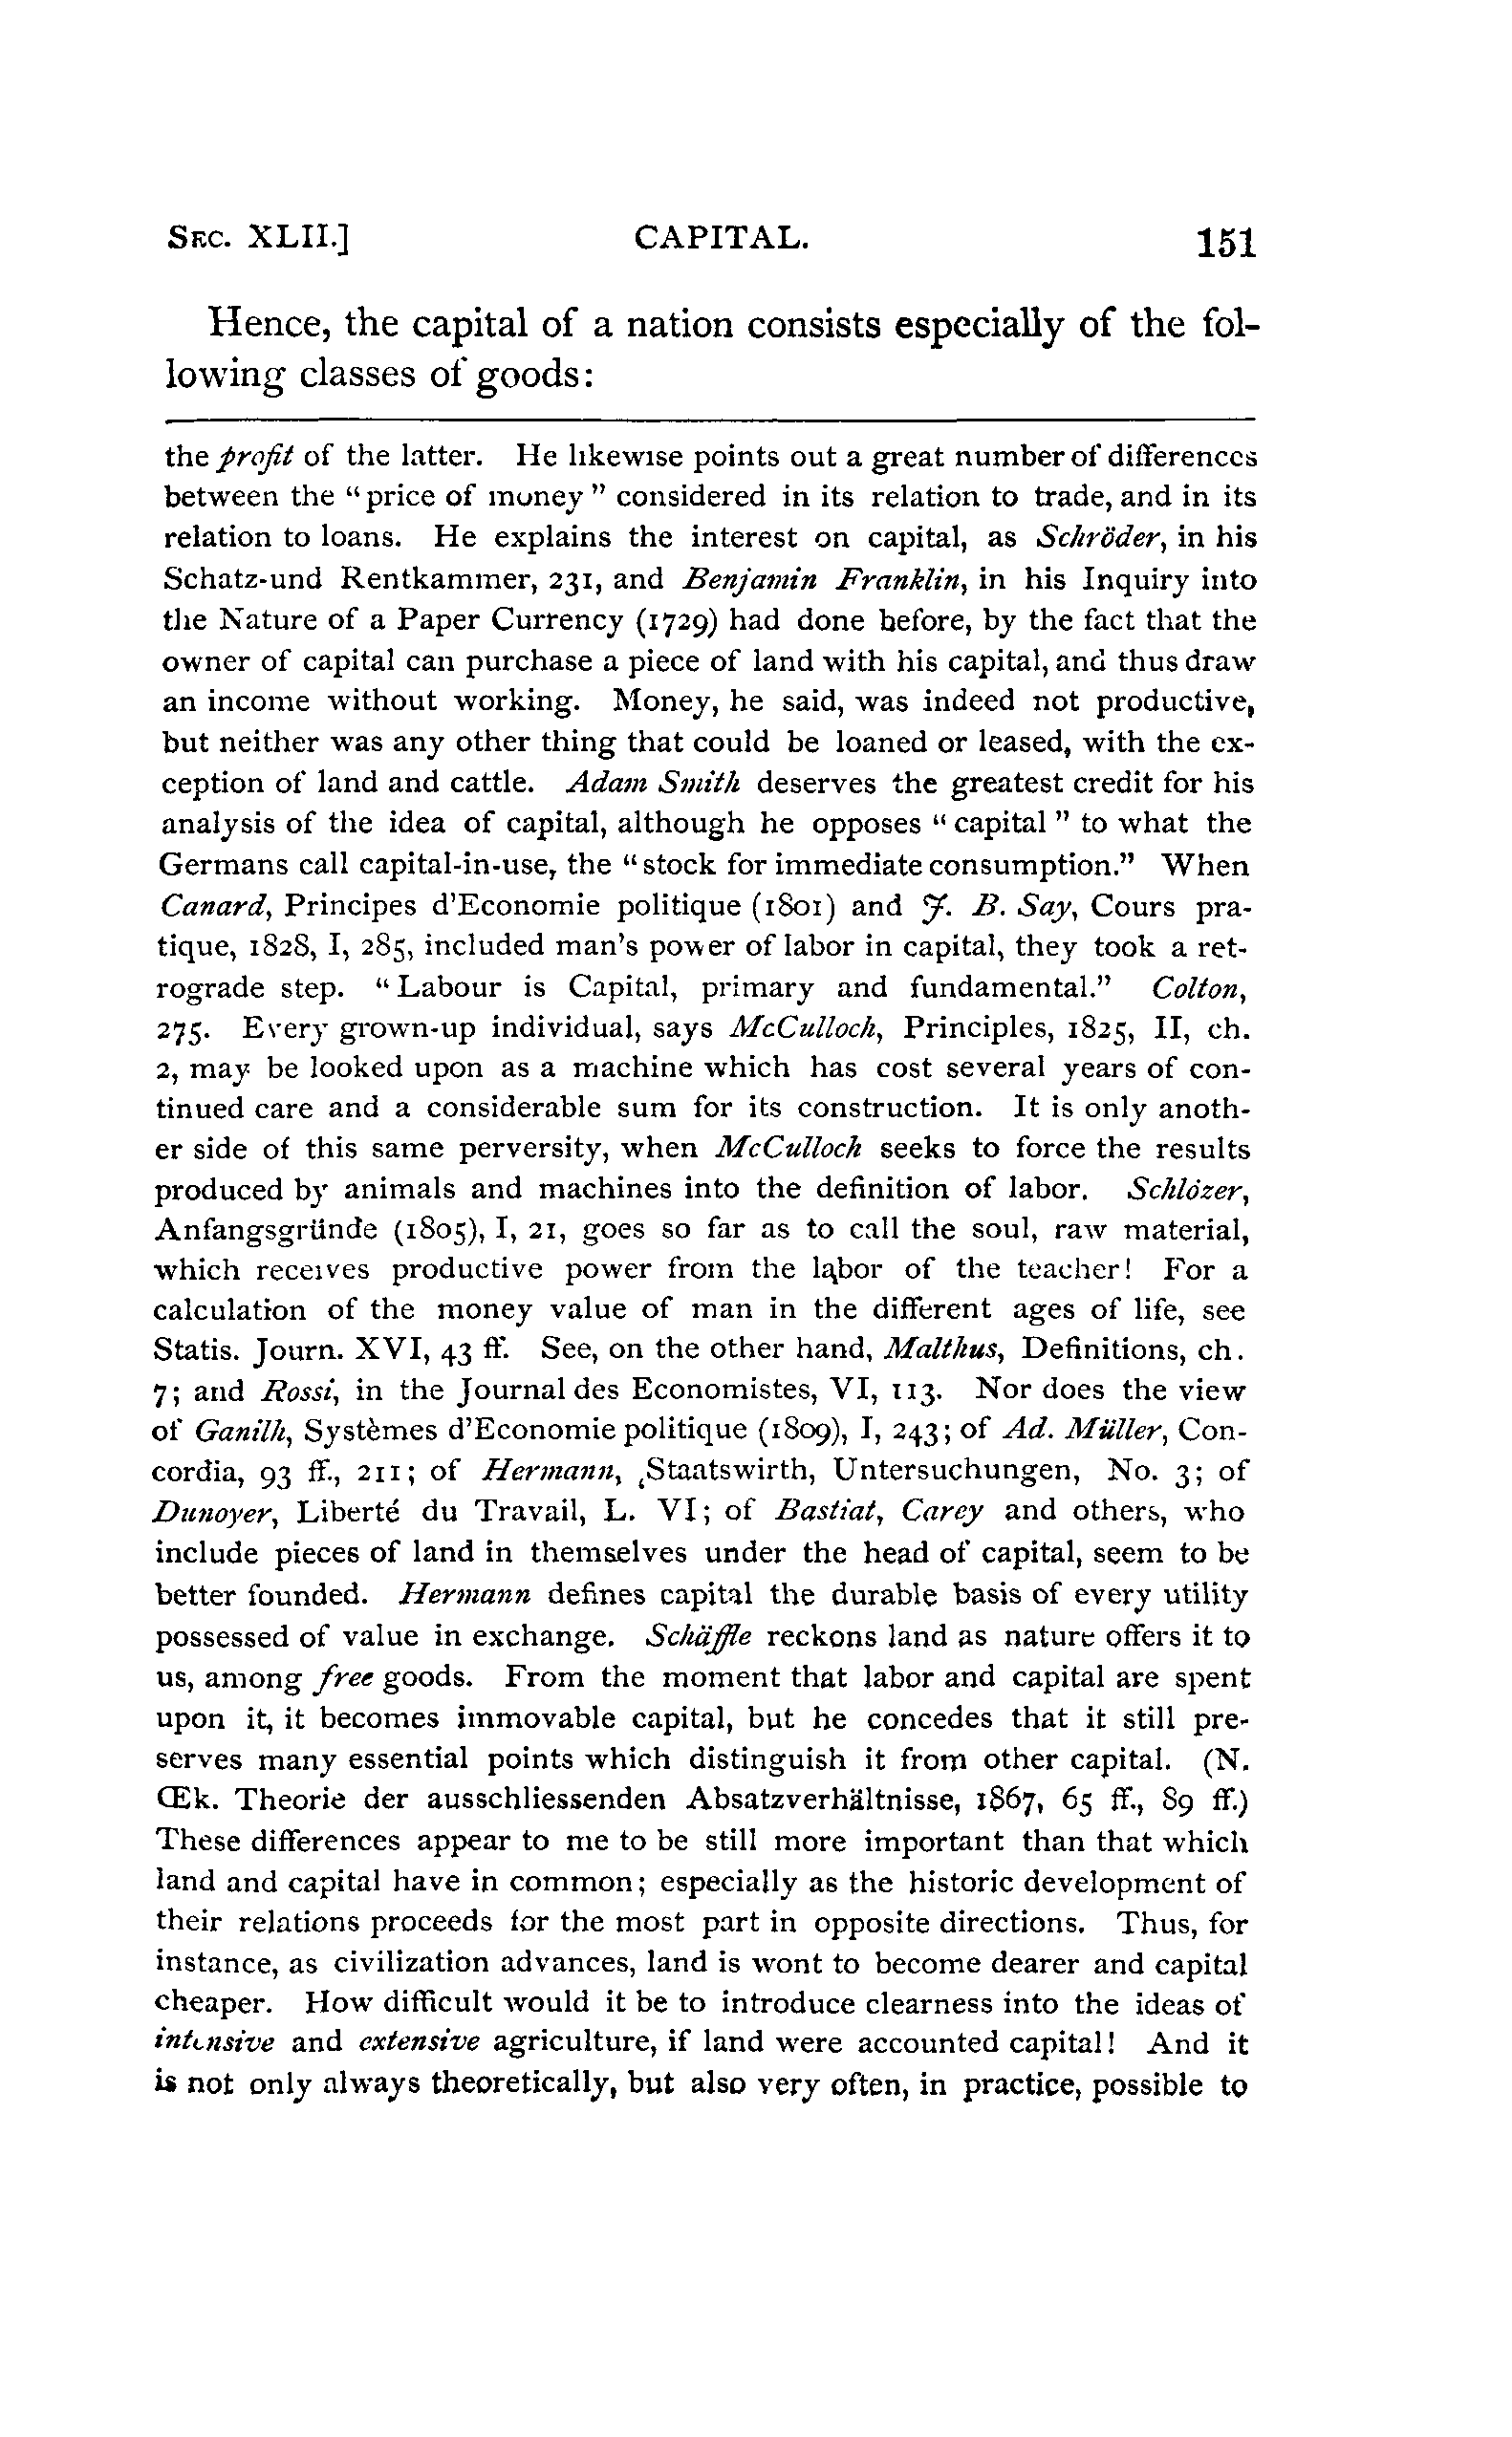 SEC. XLII.] CAPITAL. 151
Hence, the capital of a nation consists especially of the fol-
lowing classes of goods:
the profit of the latter. He likewise points out a great number of differences
between the “price of money” considered in its relation to trade, and in its
relation to loans. He explains the interest on capital, as Schröder, in his
Schatz-und Rentkammer, 231, and Benjamin Franklin, in his Inquiry into
the Nature of a Paper Currency (1729) had done before, by the fact that the
owner of capital can purchase a piece of land with his capital, and thus draw
an income without working. Money, he said, was indeed not productive,
but neither was any other thing that could be loaned or leased, with the ex-
ception of land and cattle. Adam Smith deserves the greatest credit for his
analysis of the idea of capital, although he opposes “capital” to what the
Germans call capital-in-use, the “stock for immediate consumption.” When
Canard, Principes d'Economie politique (1801) and J. B. Say, Cours pra-
tique, 1828, I, 285, included man's power of labor in capital, they took a ret-
rograde step. “Labour is Capital, primary and fundamental.” Colton,
275. Every grown-up individual, says McCulloch, Principles, 1825, II, ch.
2, may be looked upon as a machine which has cost several years of con-
tinued care and a considerable sum for its construction. It is only anoth-
er side of this same perversity, when McCulloch seeks to force the results
produced by animals and machines into the definition of labor. Schlözer,
Anfangsgründe (1805), I, 21, goes so far as to call the soul, raw material,
which receives productive power from the labor of the teacher! For a
calculation of the money value of man in the different ages of life, see
Statis. Journ. XVI, 43 ff. See, on the other hand, Malthus, Definitions, ch.
7; and Rossi, in the Journal des Economistes, VI, 113. Nor does the view
of Ganilh, Systèmes d'Economie politique (1809), I, 243; of Ad. Müller, Con-
cordia, 93 ff., 211; of Hermann, Staatswirth, Untersuchungen, No. 3; of
Dunoyer, Liberté du Travail, L. VI; of Bastiat, Carey and others, who
include pieces of land in themselves under the head of capital, seem to be
better founded. Hermann defines capital the durable basis of every utility
possessed of value in exchange. Schäffle reckons land as nature offers it to
us, among free goods. From the moment that labor and capital are spent
upon it, it becomes immovable capital, but he concedes that it still pre-
serves many essential points which distinguish it from other capital. (N.
Œk. Theorie der ausschliessenden Absatzverhältnisse, 1867, 65 ff., 89 ff.)
These differences appear to me to be still more important than that which
land and capital have in common; especially as the historic development of
their relations proceeds for the most part in opposite directions. Thus, for
instance, as civilization advances, land is wont to become dearer and capital
cheaper. How difficult would it be to introduce clearness into the ideas of
intensive and extensive agriculture, if land were accounted capital! And it
is not only always theoretically, but also very often, in practice, possible to